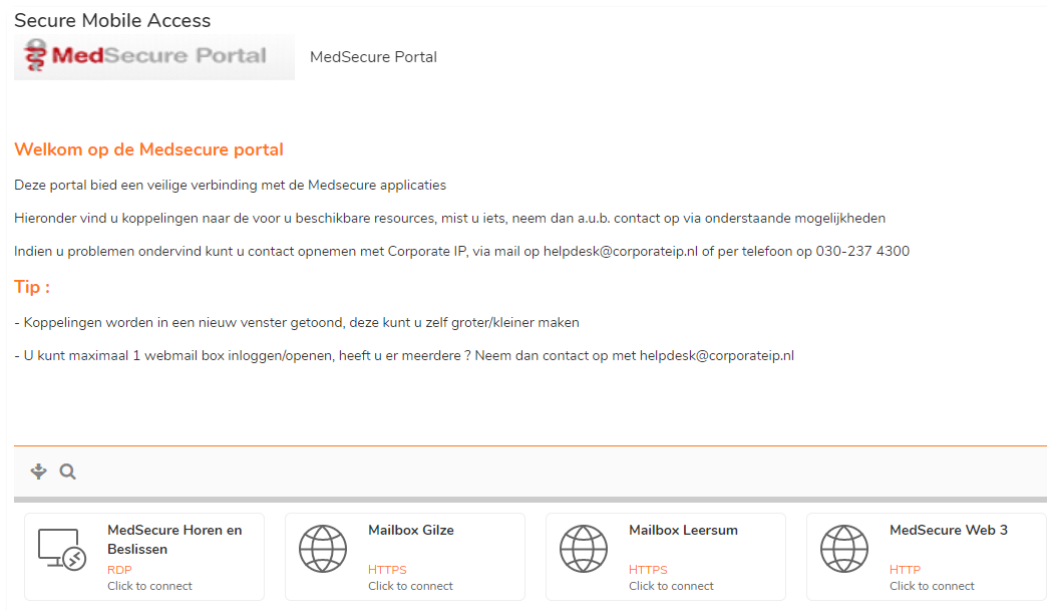 Secure Mobile Access
MedSecure Portal
MedSecure Portal
Welkom op de Medsecure portal
Deze portal bied een veilige verbinding met de Medsecure applicaties
Hieronder vind u koppelingen naar de voor u beschikbare resources, mist u iets, neem dan a.u.b. contact op via onderstaande mogelijkheden
Indien u problemen ondervind kunt u contact opnemen met Corporate IP, via mail op helpdesk@corporateip.nl of per telefoon op 030-237 4300
Tip :
- Koppelingen worden in een nieuw venster getoond, deze kunt u zelf groter/kleiner maken
- U kunt maximaal 1 webmail box inloggen/openen, heeft u er meerdere ? Neem dan contact op met helpdesk@corporateip.nl
MedSecure Horen en
Beslissen
RDP
Click to connect
Mailbox Gilze
HTTPS
Click to connect
Mailbox Leersum
HTTPS
Click to connect
MedSecure Web 3
HTTP
Click to connect